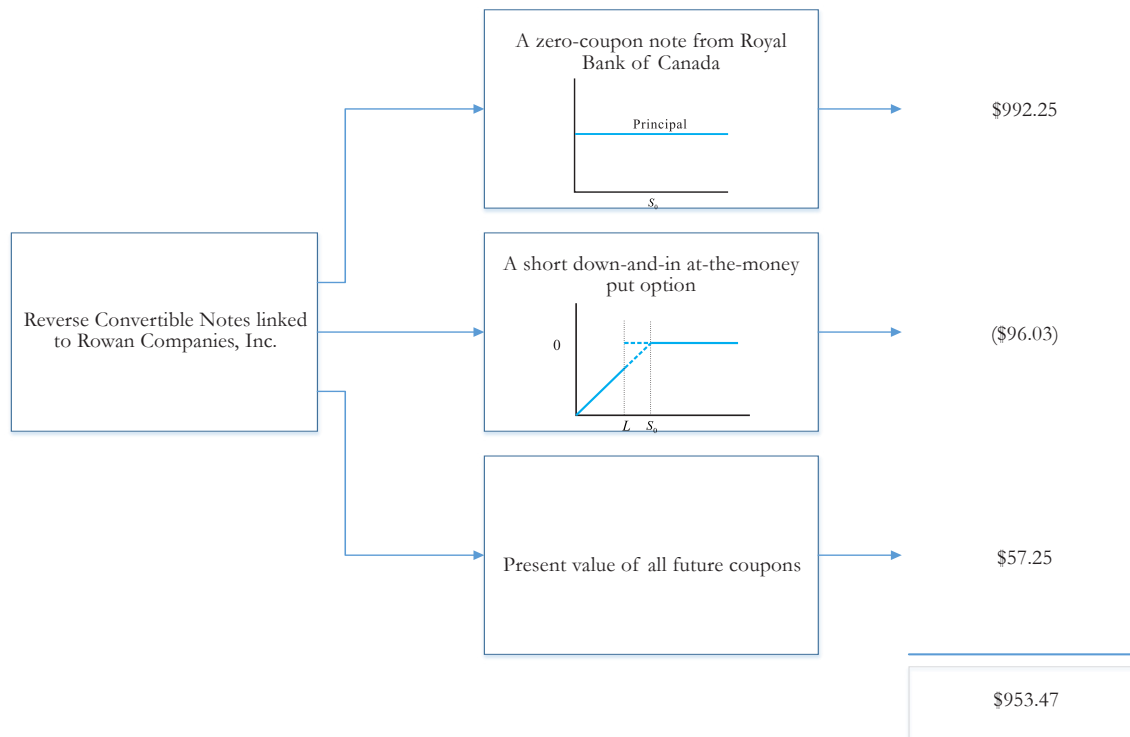 A zero-coupon note from Royal
Bank of Canada
Principal
S₀
$992.25
Reverse Convertible Notes linked
to Rowan Companies, Inc.
A short down-and-in at-the-money
put option
0
L S₀
($96.03)
Present value of all future coupons
$57.25
$953.47